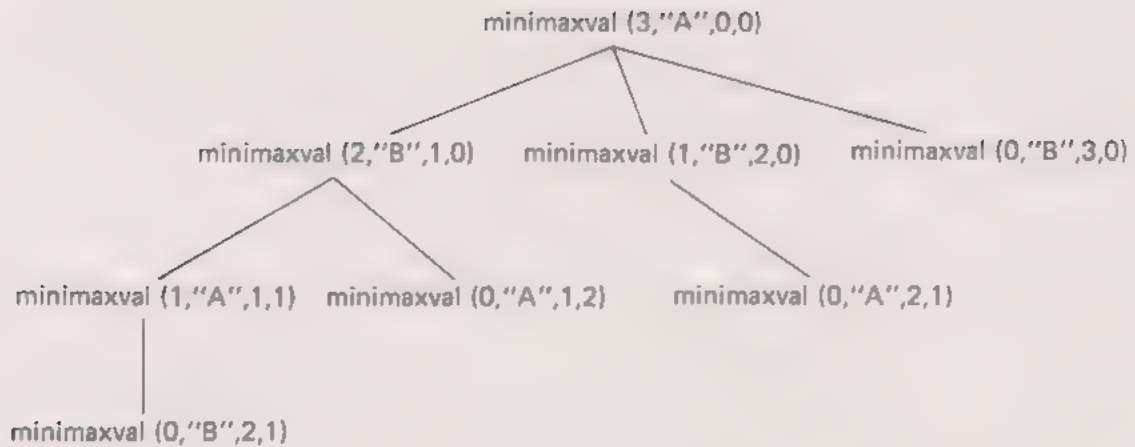 minimaxval (3,"A",0,0)
minimaxval (2,"B",1,0) minimaxval (1,"B",2,0) minimaxval (0,"B",3,0)
minimaxval (1,"A",1,1) minimaxval (0,"A",1,2) minimaxval (0,"A",2,1)
minimaxval (0,"B",2,1)